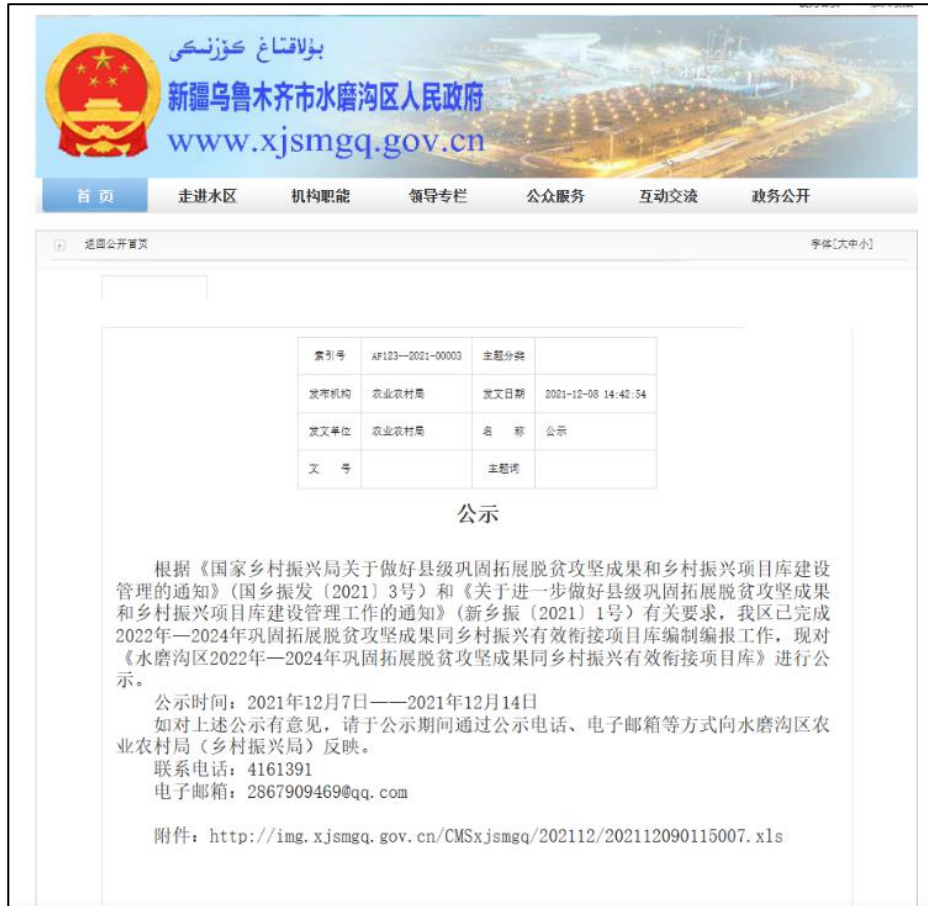 بۇلاقتاغ كۆزنىكى
新疆乌鲁木齐市水磨沟区人民政府
www.xjsmgq.gov.cn
首 页 走进水区 机构职能 领导专栏 公众服务 互动交流 政务公开
返回公开首页 字体[大中小]
索引号 AF123--2021-00003 主题分类
发布机构 农业农村局 发文日期 2021-12-08 14:42:54
发文单位 农业农村局 名 称 公示
文 号 主题词
公示
根据《国家乡村振兴局关于做好县级巩固拓展脱贫攻坚成果和乡村振兴项目库建设
管理的通知》(国乡振发〔2021〕3号）和《关于进一步做好县级巩固拓展脱贫攻坚成果
和乡村振兴项目库建设管理工作的通知》(新乡振〔2021〕1号）有关要求，我区已完成
2022年—2024年巩固拓展脱贫攻坚成果同乡村振兴有效衔接项目库编制编报工作，现对
《水磨沟区2022年—2024年巩固拓展脱贫攻坚成果同乡村振兴有效衔接项目库》进行公
示。
公示时间：2021年12月7日——2021年12月14日
如对上述公示有意见，请于公示期间通过公示电话、电子邮箱等方式向水磨沟区农
业农村局（乡村振兴局）反映。
联系电话：4161391
电子邮箱：2867909469@qq.com
附件：http://img.xjsmgq.gov.cn/CMSxjsmgq/202112/202112090115007.xls